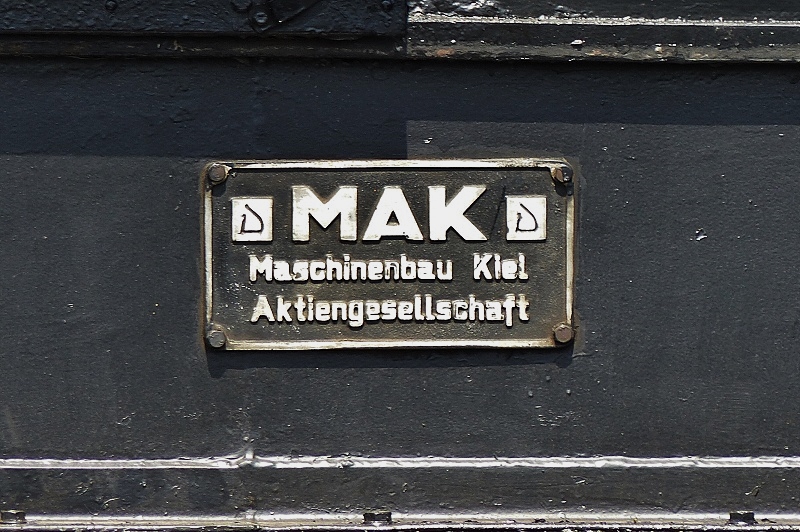 D MAK D
Maschinenbau Kiel
Aktiengesellschaft